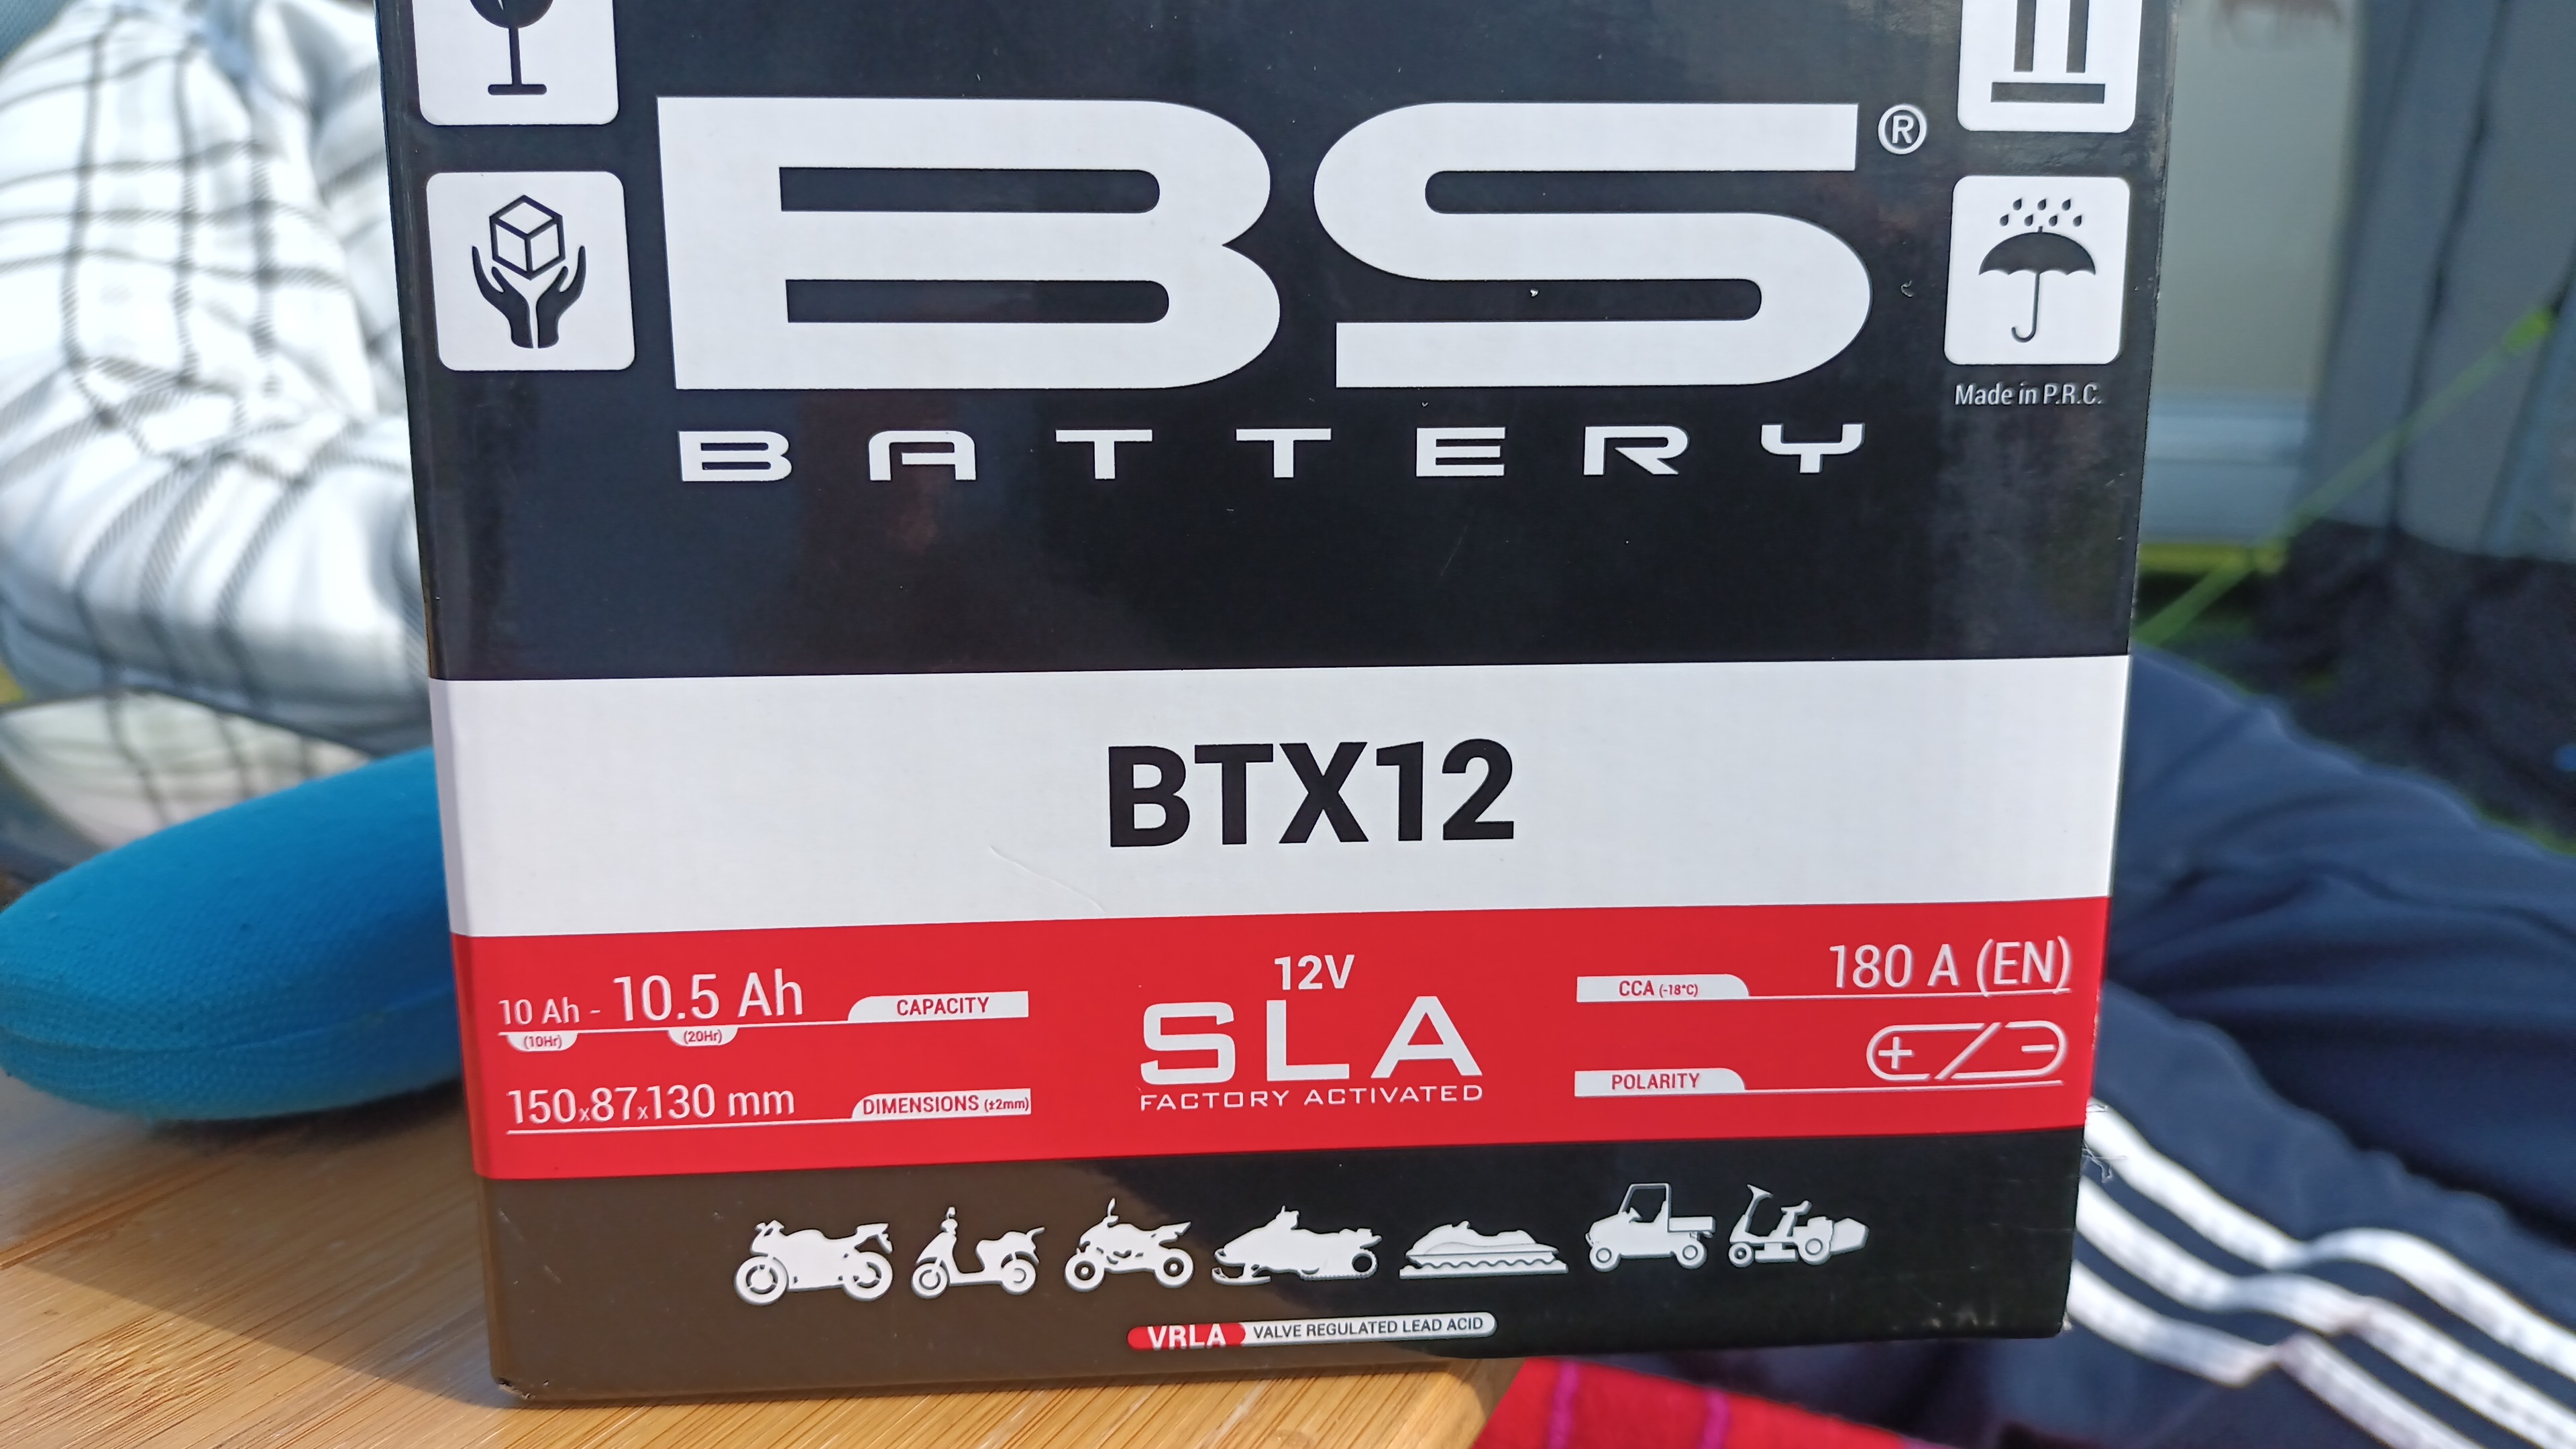 BS®
BATTERY
Made in P.R.C.
BTX12
10 Ah - 10.5 Ah CAPACITY
(10Hr) (20Hr)
150x87x130 mm DIMENSIONS (±2mm)
12V
SLA
FACTORY ACTIVATED
CCA (-18°C) 180 A (EN)
POLARITY + / -
VRLA VALVE REGULATED LEAD ACID